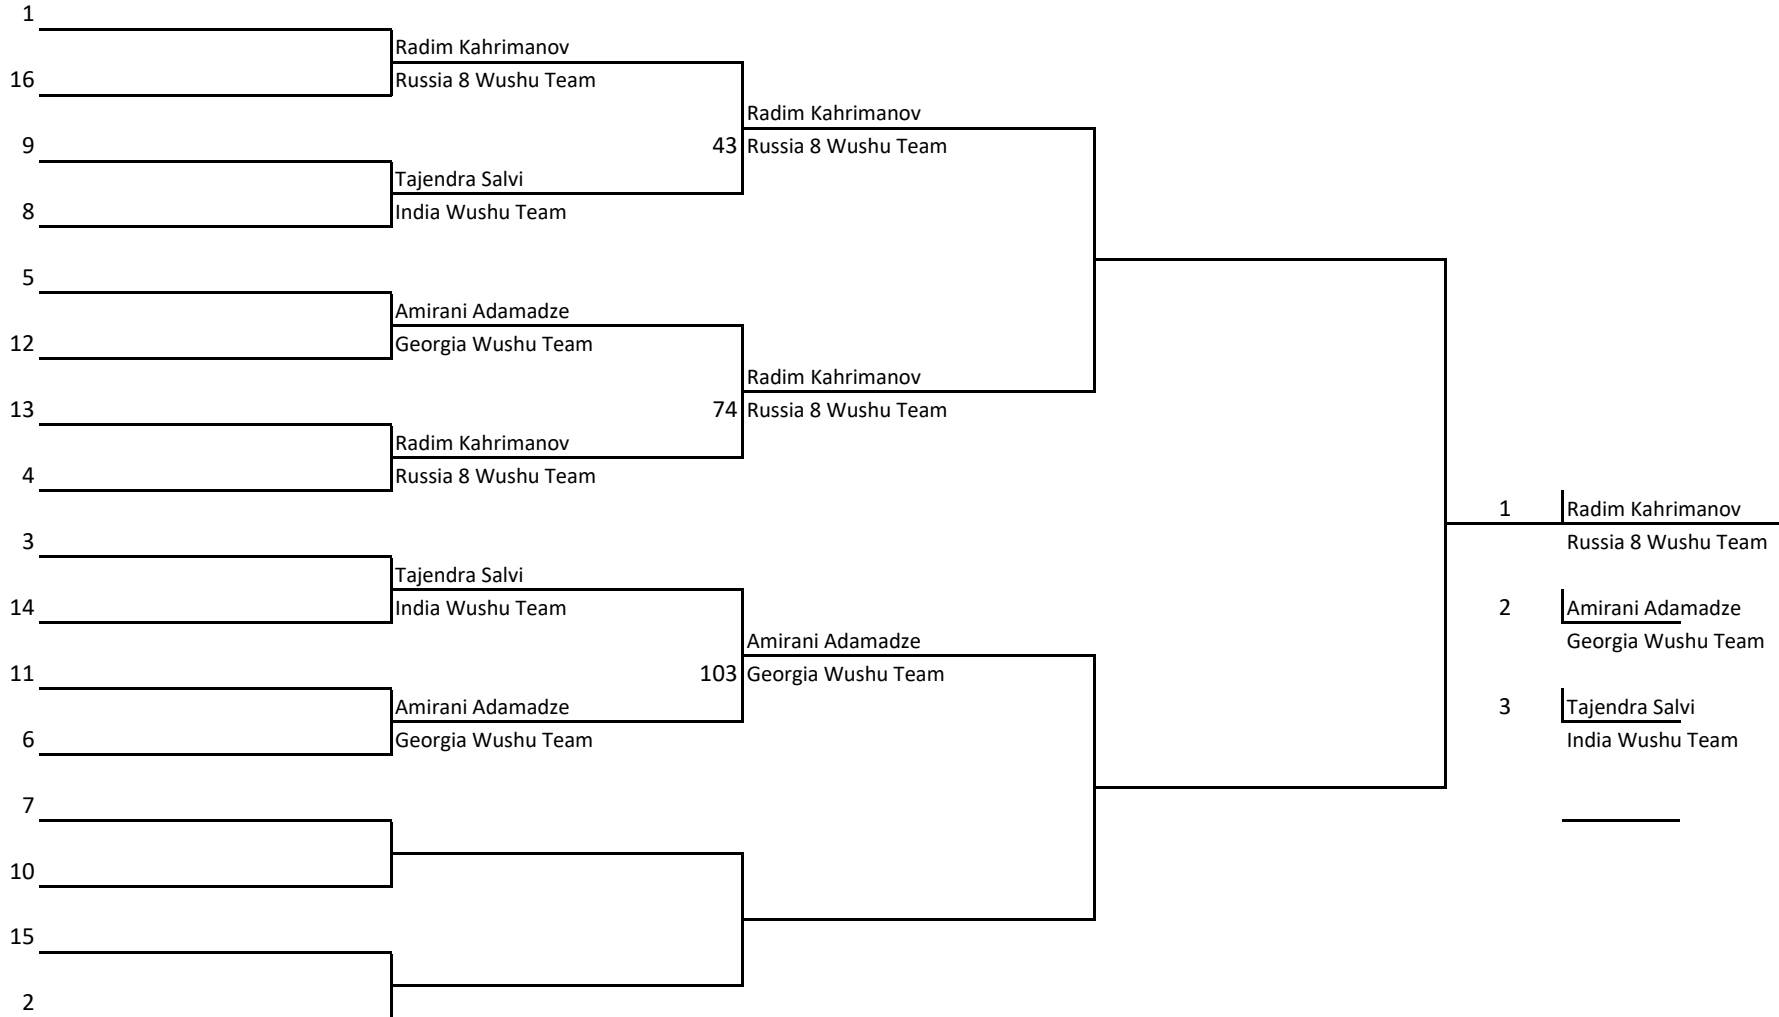 1
Radim Kahrimanov
16
Russia 8 Wushu Team
Radim Kahrimanov
9
43
Russia 8 Wushu Team
Tajendra Salvi
8
India Wushu Team
5
Amirani Adamadze
12
Georgia Wushu Team
Radim Kahrimanov
13
74
Russia 8 Wushu Team
Radim Kahrimanov
4
Russia 8 Wushu Team
1
Radim Kahrimanov
3
Russia 8 Wushu Team
Tajendra Salvi
14
India Wushu Team
2
Amirani Adamadze
Amirani Adamadze
Georgia Wushu Team
11
103
Georgia Wushu Team
Amirani Adamadze
3
Tajendra Salvi
6
Georgia Wushu Team
India Wushu Team
7
10
15
2